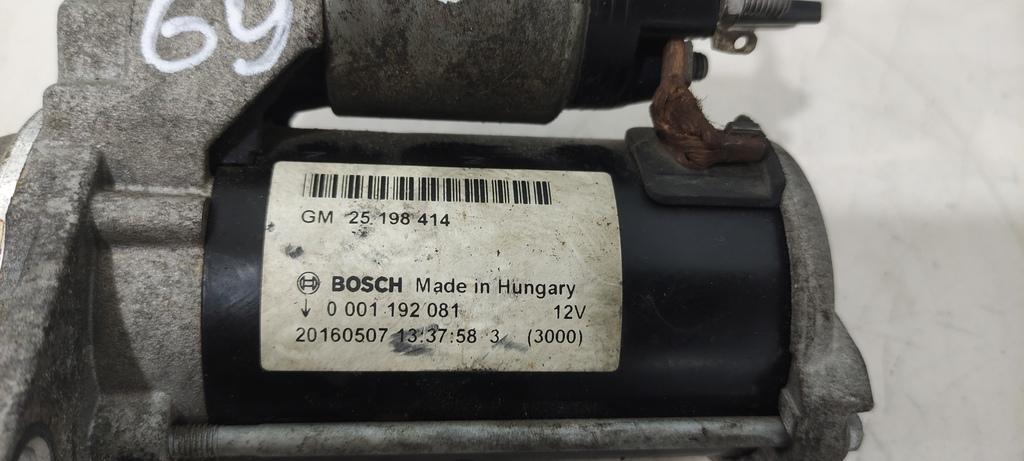 69
GM 25 198 414
BOSCH Made in Hungary
↓ 0 001 192 081 12V
20160507 13:37:58 3 (3000)